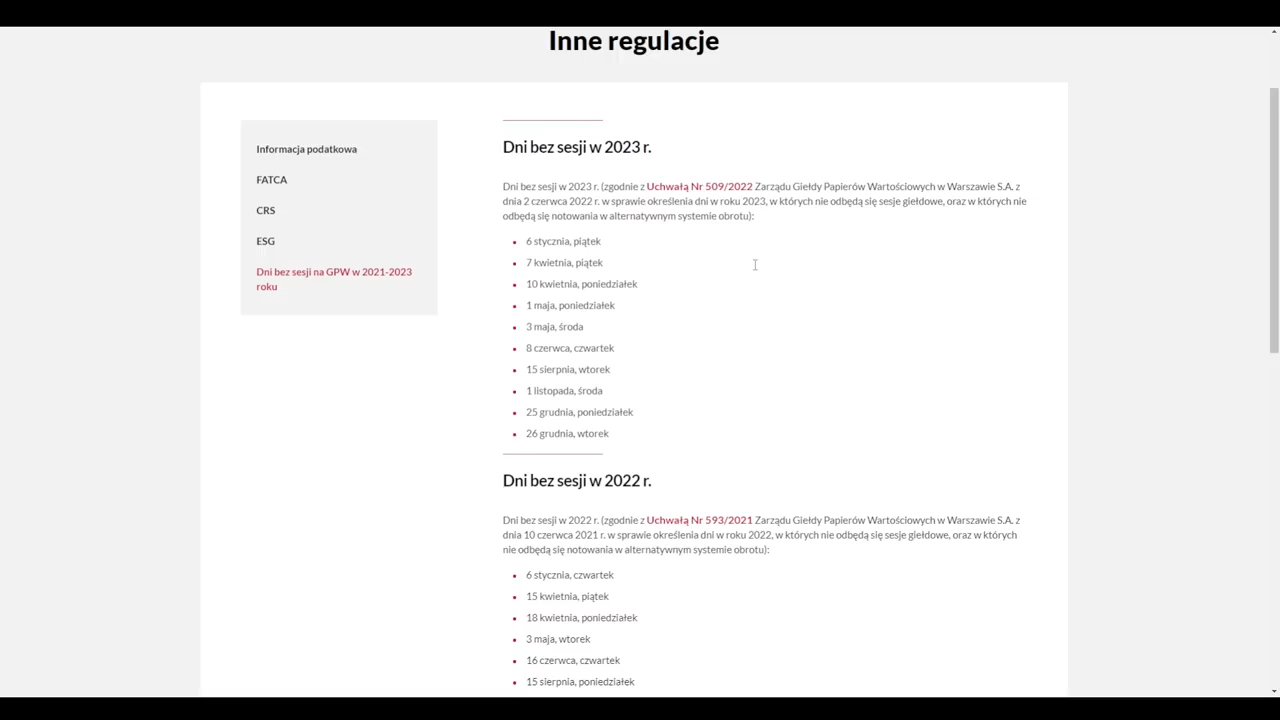 Inne regulacje
Informacja podatkowa
FATCA
CRS
ESG
Dni bez sesji na GPW w 2021-2023
roku
Dni bez sesji w 2023 r.
Dni bez sesji w 2023 r. (zgodnie z Uchwałą Nr 509/2022 Zarządu Giełdy Papierów Wartościowych w Warszawie S.A. z
dnia 2 czerwca 2022 r. w sprawie określenia dni w roku 2023, w których nie odbędą się sesje giełdowe, oraz w których nie
odbędą się notowania w alternatywnym systemie obrotu):
6 stycznia, piątek
7 kwietnia, piątek
10 kwietnia, poniedziałek
1 maja, poniedziałek
3 maja, środa
8 czerwca, czwartek
15 sierpnia, wtorek
1 listopada, środa
25 grudnia, poniedziałek
26 grudnia, wtorek
Dni bez sesji w 2022 r.
Dni bez sesji w 2022 r. (zgodnie z Uchwałą Nr 593/2021 Zarządu Giełdy Papierów Wartościowych w Warszawie S.A. z
dnia 10 czerwca 2021 r. w sprawie określenia dni w roku 2022, w których nie odbędą się sesje giełdowe, oraz w których
nie odbędą się notowania w alternatywnym systemie obrotu):
6 stycznia, czwartek
15 kwietnia, piątek
18 kwietnia, poniedziałek
3 maja, wtorek
16 czerwca, czwartek
15 sierpnia, poniedziałek